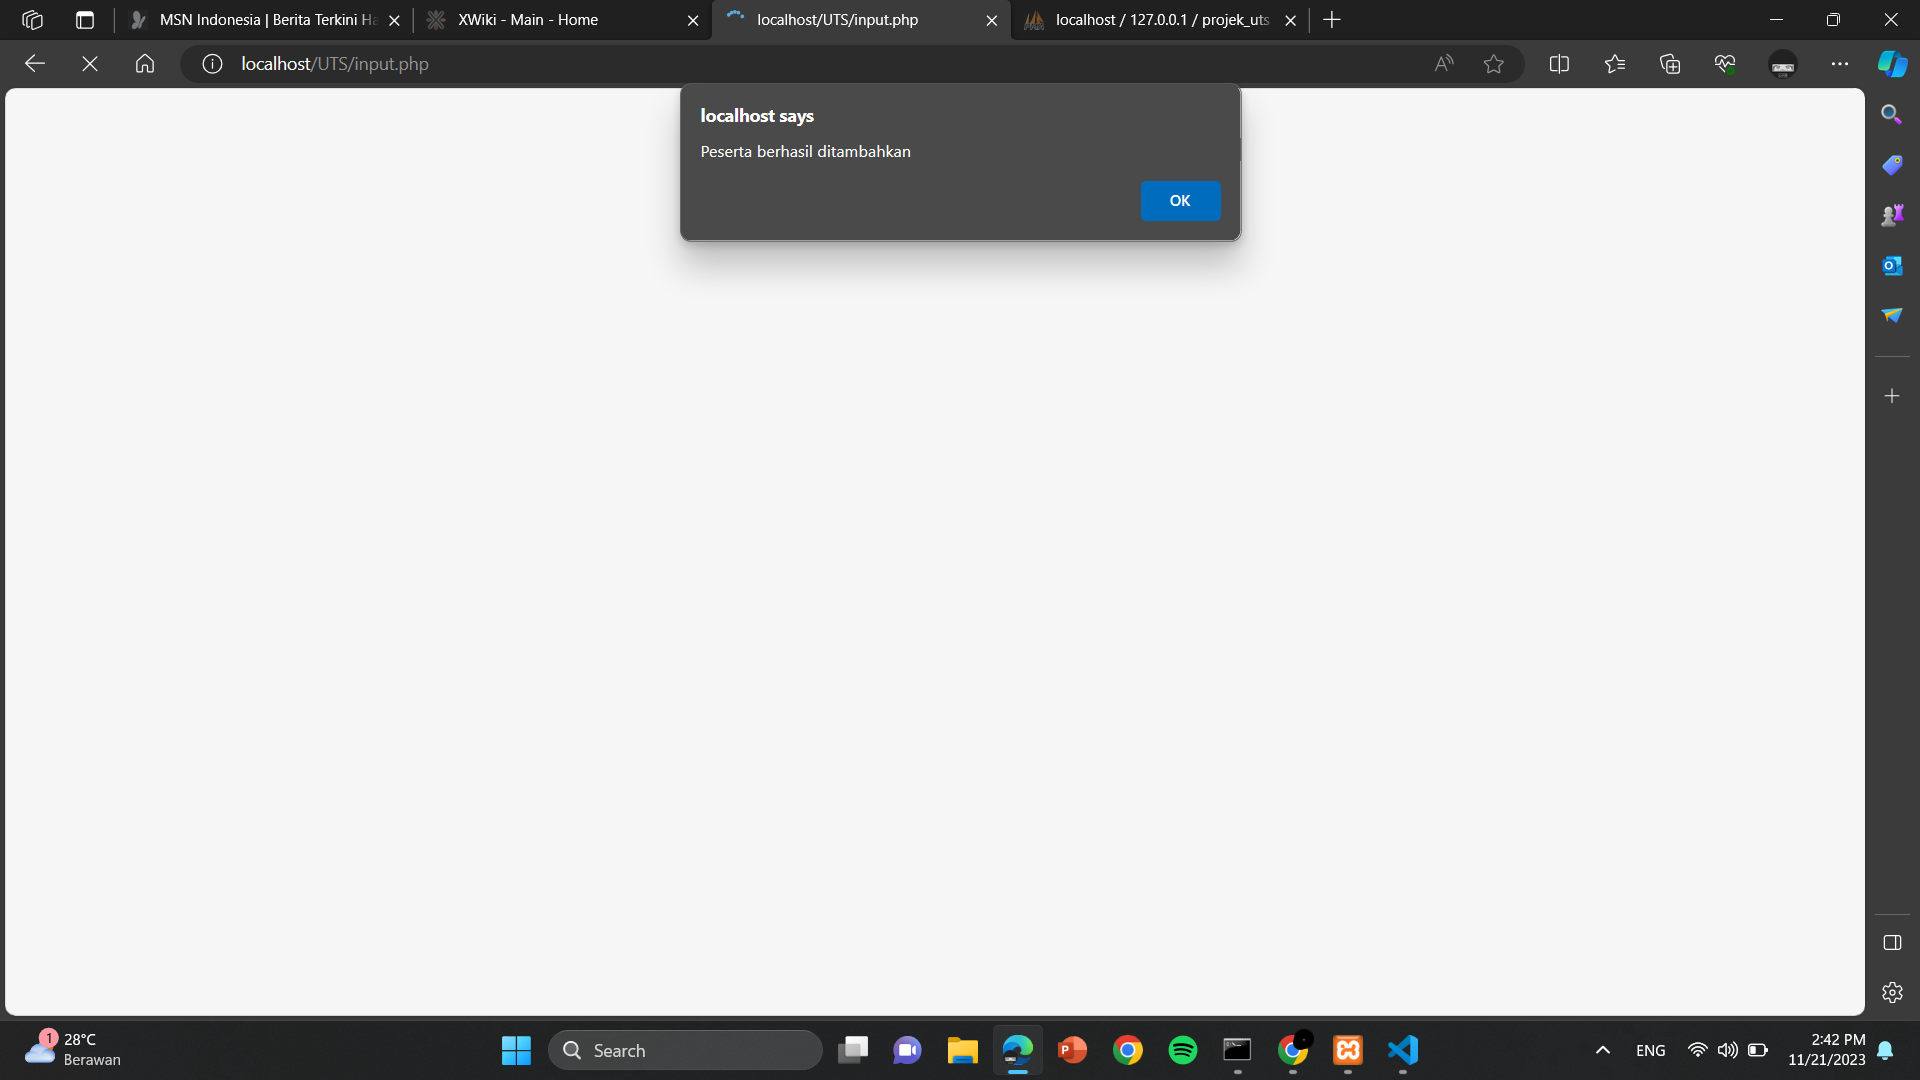 MSN Indonesia | Berita Terkini Ha
XWiki - Main - Home
localhost/UTS/input.php
localhost / 127.0.0.1 / projek_uts
localhost/UTS/input.php
localhost says
Peserta berhasil ditambahkan
OK
1
28°C
Berawan
Search
ENG
2:42 PM
11/21/2023